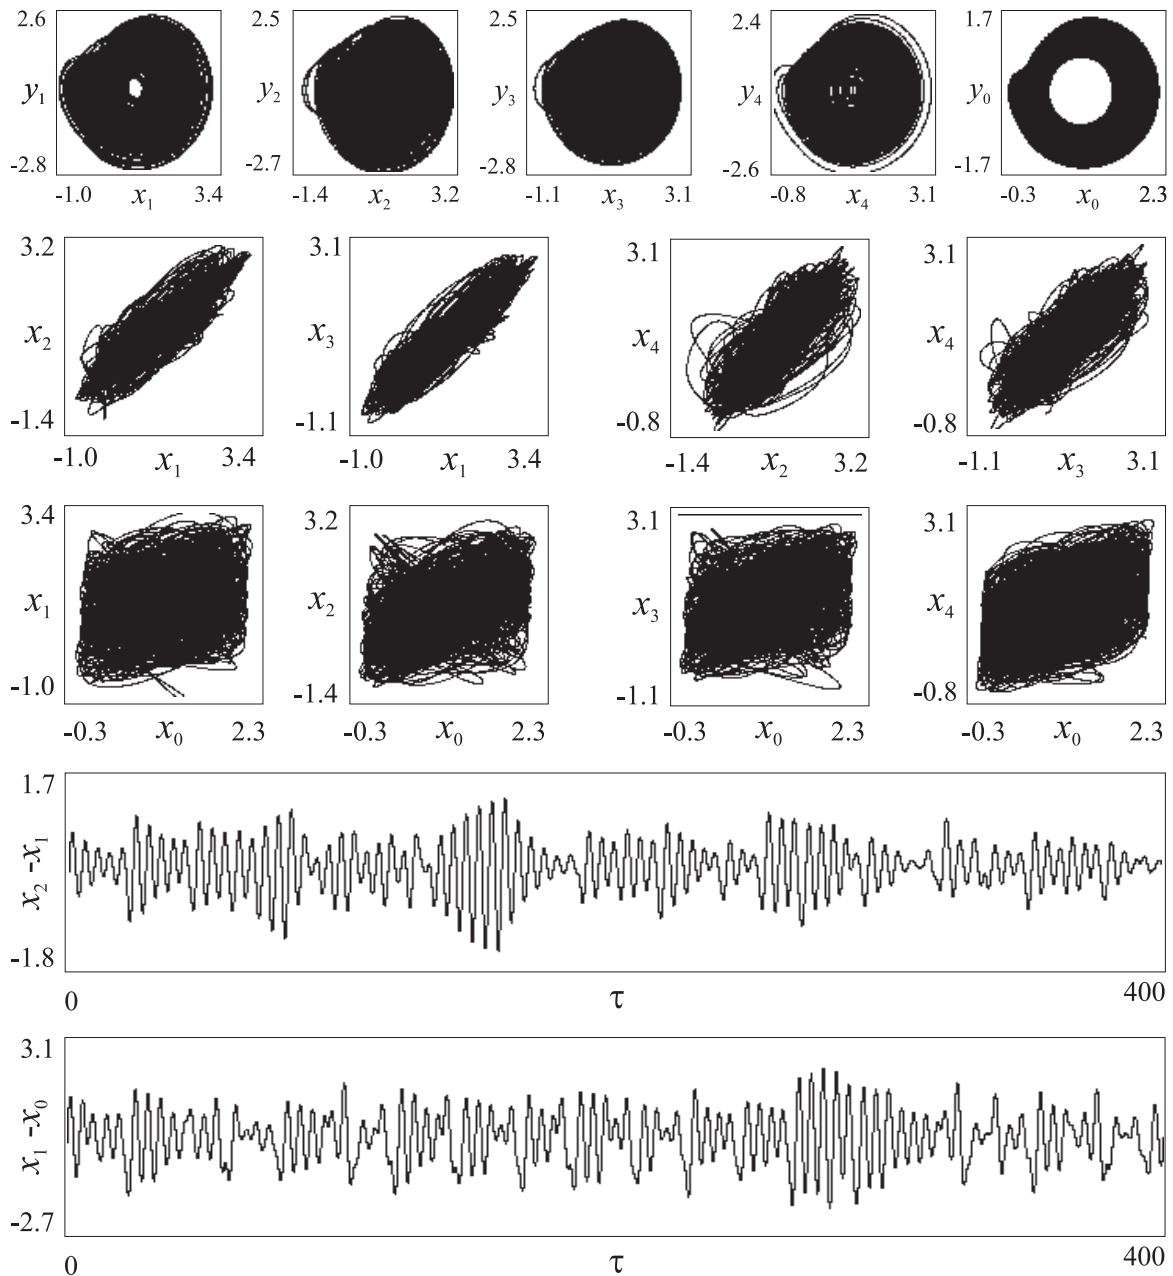 2.6 2.5 2.5 2.4 1.7
y₁ y₂ y₃ y₄ y₀
-2.8 -2.7 -2.8 -2.6 -1.7
-1.0 x₁ 3.4 -1.4 x₂ 3.2 -1.1 x₃ 3.1 -0.8 x₄ 3.1 -0.3 x₀ 2.3
3.2 3.1 3.1 3.1
x₂ x₃ x₄ x₄
-1.4 -1.1 -0.8 -0.8
-1.0 x₁ 3.4 -1.0 x₁ 3.4 -1.4 x₂ 3.2 -1.1 x₃ 3.1
3.4 3.2 3.1 3.1
x₁ x₂ x₃ x₄
-1.0 -1.4 -1.1 -0.8
-0.3 x₀ 2.3 -0.3 x₀ 2.3 -0.3 x₀ 2.3 -0.3 x₀ 2.3
1.7
x₂ -x₁
-1.8
0 τ 400
3.1
x₁ -x₀
-2.7
0 τ 400